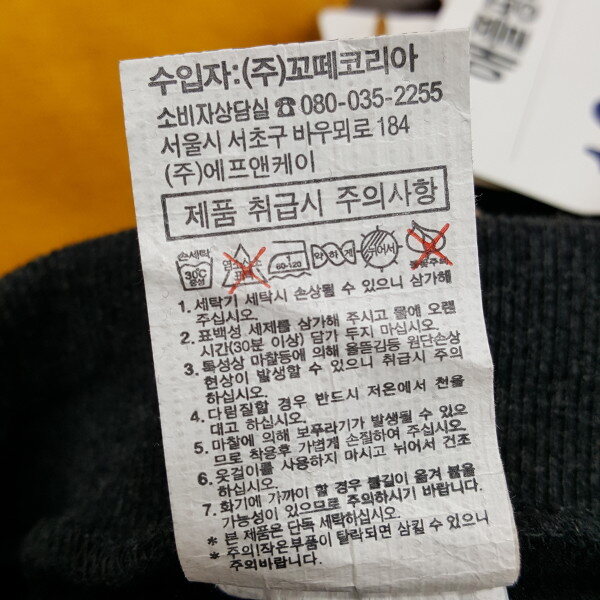 수입자:(주)꼬떼코리아
소비자상담실 ☎ 080-035-2255
서울시 서초구 바우뫼로 184
(주)에프앤케이
제품 취급시 주의사항
손세탁
30℃
중성
염소소다
표백
60-120
약하게
뉘어서
1. 세탁기 세탁시 손상될 수 있으니 삼가해
주십시오.
2. 표백성 세제를 삼가해 주시고 물에 오랜
시간(30분 이상) 담가 두지 마십시오.
3. 특성상 마찰등에 의해 올뜯김등 원단손상
현상이 발생할 수 있으니 취급시 주의
하십시오.
4. 다림질할 경우 반드시 저온에서 천을
대고 하십시오.
5. 마찰에 의해 보푸라기가 발생될 수 있으
므로 착용후 가볍게 손질하여 주십시오.
6. 옷걸이를 사용하지 마시고 뉘어서 건조
하십시오.
7. 화기에 가까이 할 경우 불길이 옮겨 붙을
가능성이 있으므로 주의하시기 바랍니다.
* 본 제품은 단독 세탁하십시오.
* 주의!작은부품이 탈락되면 삼킬 수 있으니
주의바랍니다.